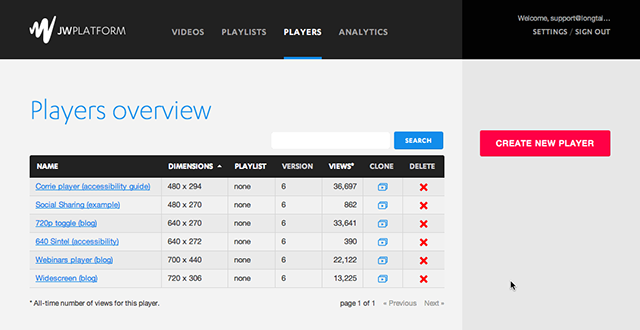 JWPLATFORM
VIDEOS PLAYLISTS PLAYERS ANALYTICS
Welcome, support@longtai...
SETTINGS / SIGN OUT
Players overview
SEARCH
CREATE NEW PLAYER
NAME DIMENSIONS PLAYLIST VERSION VIEWS* CLONE DELETE
Corrie player (accessibility guide) 480 x 294 none 6 36,697
Social Sharing (example) 480 x 270 none 6 862
720p toggle (blog) 640 x 270 none 6 33,641
640 Sintel (accessibility) 640 x 272 none 6 390
Webinars player (blog) 700 x 440 none 6 22,122
Widescreen (blog) 720 x 306 none 6 13,225
* All-time number of views for this player. page 1 of 1 « Previous Next »